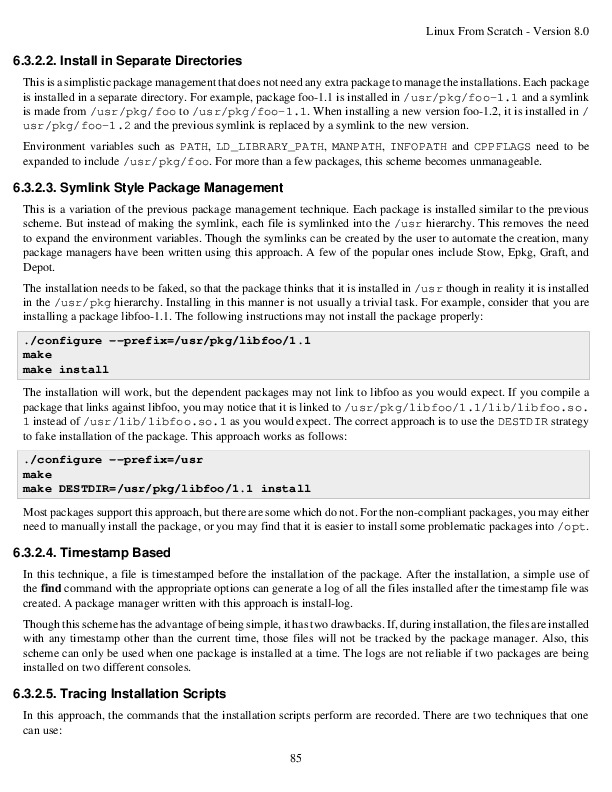 Linux From Scratch - Version 8.0
6.3.2.2. Install in Separate Directories
This is a simplistic package management that does not need any extra package to manage the installations. Each package
is installed in a separate directory. For example, package foo-1.1 is installed in /usr/pkg/foo-1.1 and a symlink
is made from /usr/pkg/foo to /usr/pkg/foo-1.1. When installing a new version foo-1.2, it is installed in /
usr/pkg/foo-1.2 and the previous symlink is replaced by a symlink to the new version.
Environment variables such as PATH, LD_LIBRARY_PATH, MANPATH, INFOPATH and CPPFLAGS need to be
expanded to include /usr/pkg/foo. For more than a few packages, this scheme becomes unmanageable.
6.3.2.3. Symlink Style Package Management
This is a variation of the previous package management technique. Each package is installed similar to the previous
scheme. But instead of making the symlink, each file is symlinked into the /usr hierarchy. This removes the need
to expand the environment variables. Though the symlinks can be created by the user to automate the creation, many
package managers have been written using this approach. A few of the popular ones include Stow, Epkg, Graft, and
Depot.
The installation needs to be faked, so that the package thinks that it is installed in /usr though in reality it is installed
in the /usr/pkg hierarchy. Installing in this manner is not usually a trivial task. For example, consider that you are
installing a package libfoo-1.1. The following instructions may not install the package properly:
./configure --prefix=/usr/pkg/libfoo/1.1
make
make install
The installation will work, but the dependent packages may not link to libfoo as you would expect. If you compile a
package that links against libfoo, you may notice that it is linked to /usr/pkg/libfoo/1.1/lib/libfoo.so.
1 instead of /usr/lib/libfoo.so.1 as you would expect. The correct approach is to use the DESTDIR strategy
to fake installation of the package. This approach works as follows:
./configure --prefix=/usr
make
make DESTDIR=/usr/pkg/libfoo/1.1 install
Most packages support this approach, but there are some which do not. For the non-compliant packages, you may either
need to manually install the package, or you may find that it is easier to install some problematic packages into /opt.
6.3.2.4. Timestamp Based
In this technique, a file is timestamped before the installation of the package. After the installation, a simple use of
the find command with the appropriate options can generate a log of all the files installed after the timestamp file was
created. A package manager written with this approach is install-log.
Though this scheme has the advantage of being simple, it has two drawbacks. If, during installation, the files are installed
with any timestamp other than the current time, those files will not be tracked by the package manager. Also, this
scheme can only be used when one package is installed at a time. The logs are not reliable if two packages are being
installed on two different consoles.
6.3.2.5. Tracing Installation Scripts
In this approach, the commands that the installation scripts perform are recorded. There are two techniques that one
can use:
85